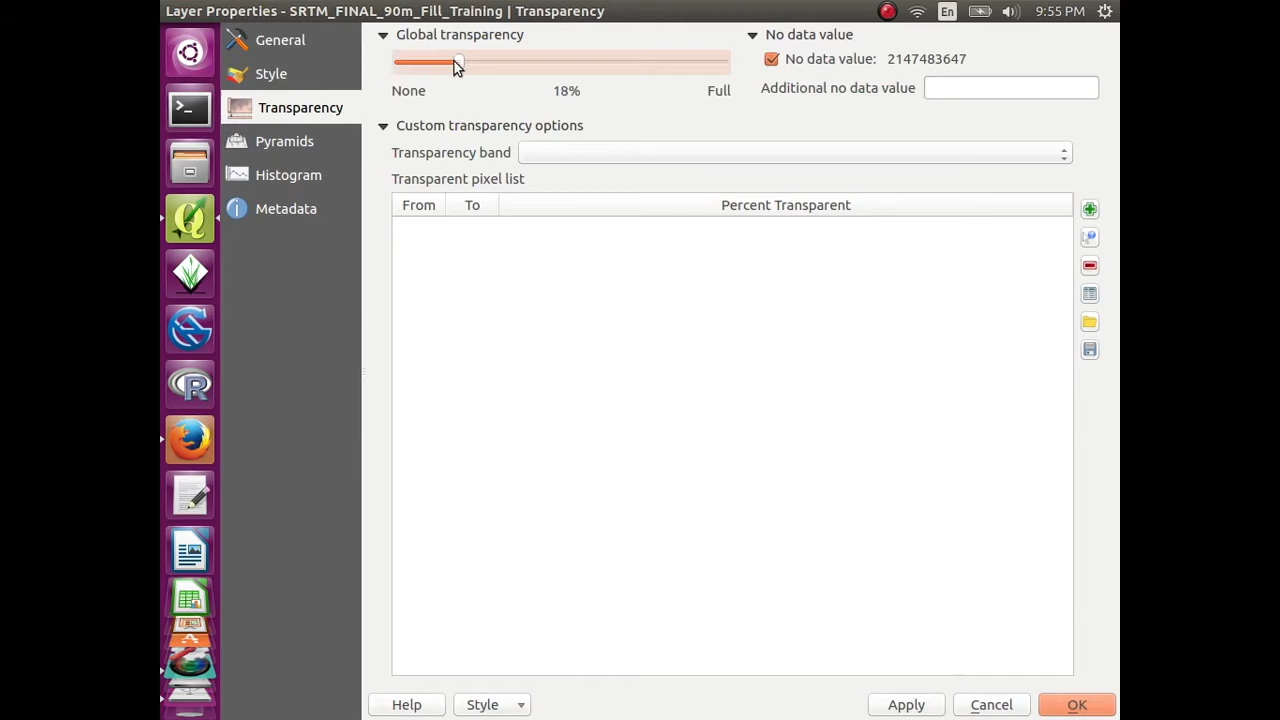 Layer Properties - SRTM_FINAL_90m_Fill_Training | Transparency
En
9:55 PM
General
Style
Transparency
Pyramids
Histogram
Metadata
Global transparency
None
18%
Full
No data value
No data value: 2147483647
Additional no data value
Custom transparency options
Transparency band
Transparent pixel list
From
To
Percent Transparent
Help
Style
Apply
Cancel
OK